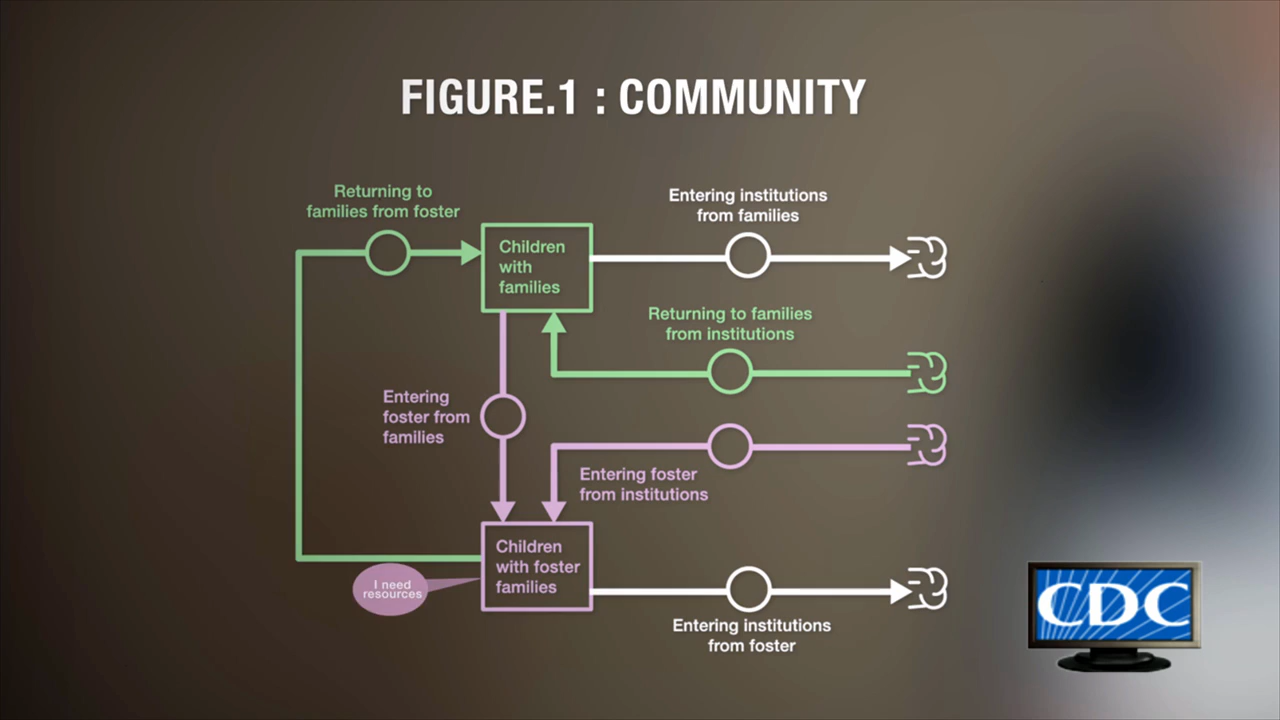 FIGURE.1 : COMMUNITY
Returning to
families from foster
Entering institutions
from families
Children
with
families
Returning to families
from institutions
Entering
foster from
families
Entering foster
from institutions
Children
with foster
families
I need
resources
Entering institutions
from foster
CDC